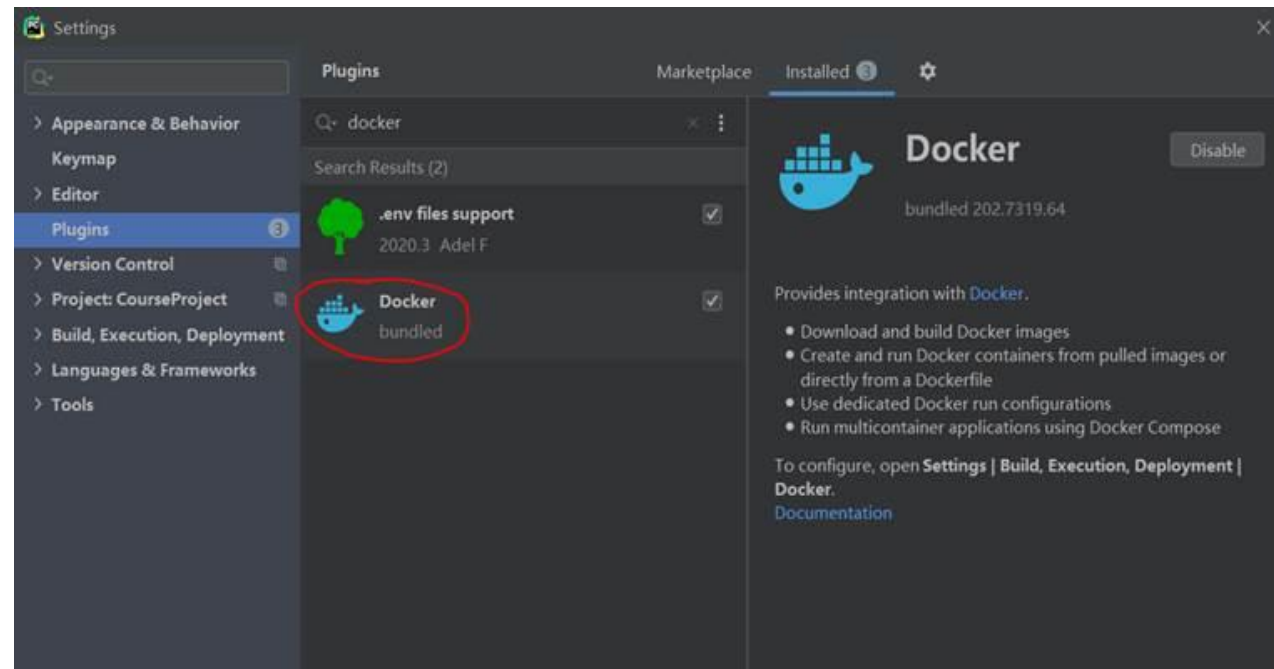 Settings
Plugins
Marketplace
Installed 3
Appearance & Behavior
Keymap
Editor
Plugins 3
Version Control
Project: CourseProject
Build, Execution, Deployment
Languages & Frameworks
Tools
docker
Search Results (2)
.env files support
2020.3 Adel F
Docker
bundled
Docker
Disable
bundled 202.7319.64
Provides integration with Docker.
• Download and build Docker images
• Create and run Docker containers from pulled images or
directly from a Dockerfile
• Use dedicated Docker run configurations
• Run multicontainer applications using Docker Compose
To configure, open Settings | Build, Execution, Deployment |
Docker.
Documentation